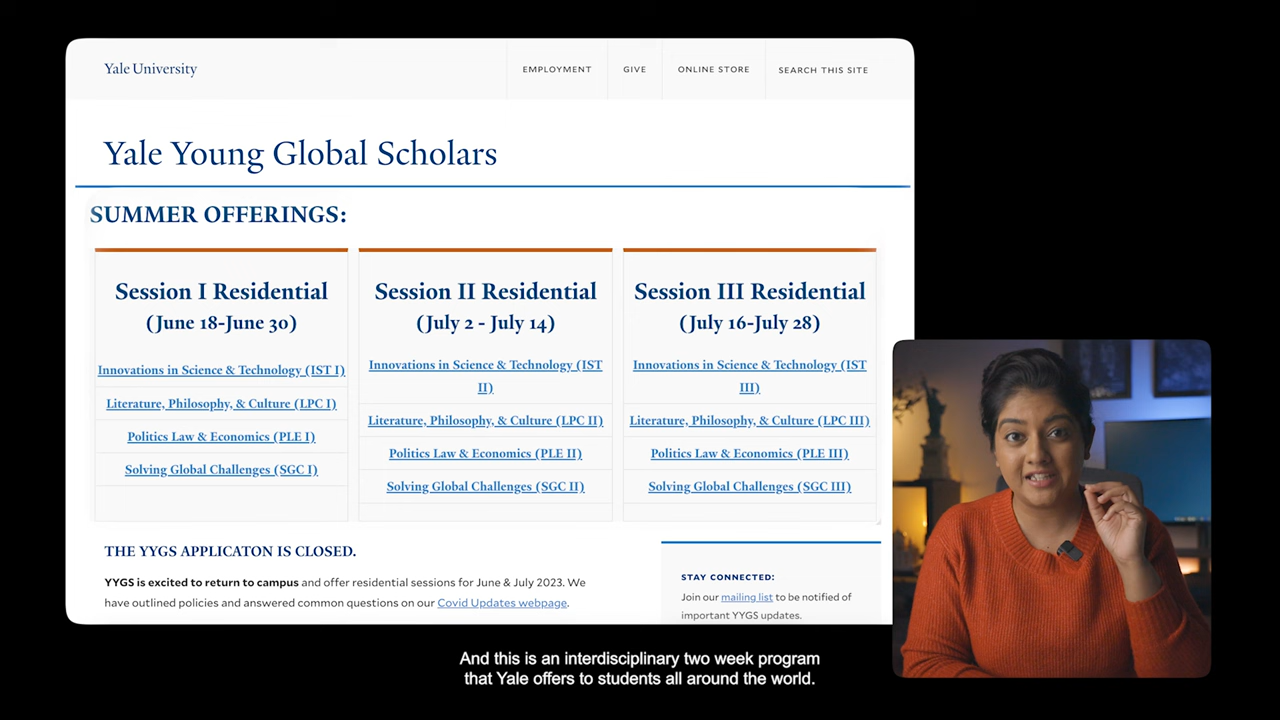 Yale University
EMPLOYMENT
GIVE
ONLINE STORE
SEARCH THIS SITE
Yale Young Global Scholars
SUMMER OFFERINGS:
Session I Residential
(June 18-June 30)
Innovations in Science & Technology (IST I)
Literature, Philosophy, & Culture (LPC I)
Politics Law & Economics (PLE I)
Solving Global Challenges (SGC I)
Session II Residential
(July 2 - July 14)
Innovations in Science & Technology (IST
II)
Literature, Philosophy, & Culture (LPC II)
Politics Law & Economics (PLE II)
Solving Global Challenges (SGC II)
Session III Residential
(July 16-July 28)
Innovations in Science & Technology (IST
III)
Literature, Philosophy, & Culture (LPC III)
Politics Law & Economics (PLE III)
Solving Global Challenges (SGC III)
THE YYGS APPLICATON IS CLOSED.
YYGS is excited to return to campus and offer residential sessions for June & July 2023. We
have outlined policies and answered common questions on our Covid Updates webpage.
STAY CONNECTED:
Join our mailing list to be notified of
important YYGS updates.
And this is an interdisciplinary two week program
that Yale offers to students all around the world.